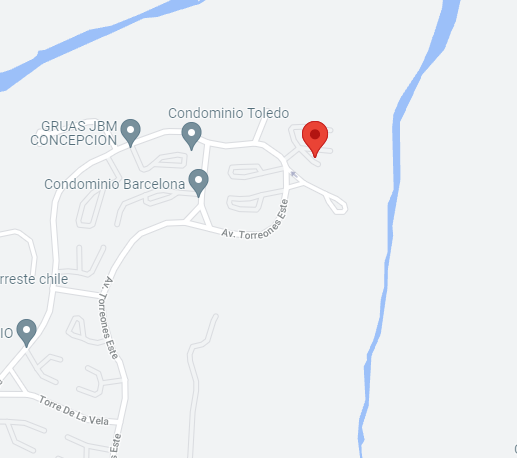 Condominio Toledo
GRUAS JBM
CONCEPCION
Condominio Barcelona
Av. Torreones Este
rreste chile
Av. Torreones Este
IO
Torre De La Vela
s Este